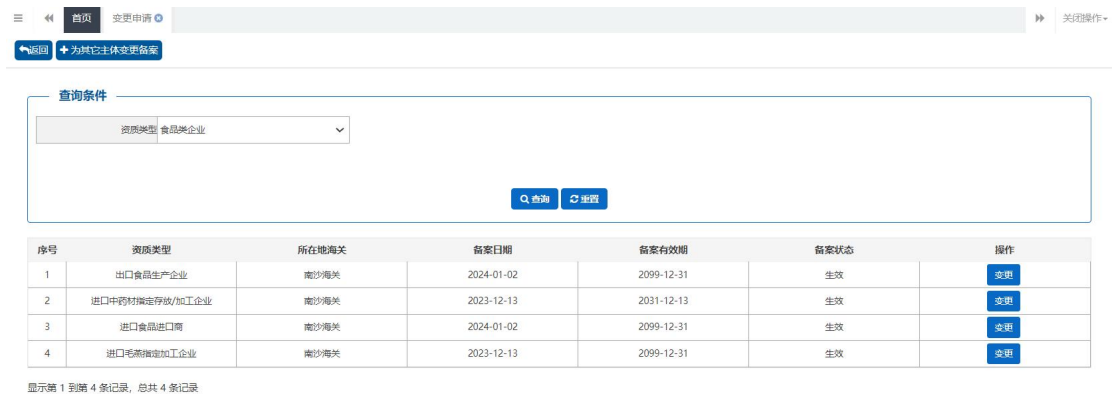 首页 变更申请 关闭操作
返回 为其它主体变更备案
查询条件
资质类型 食品类企业
查询 重置
序号 资质类型 所在地海关 备案日期 备案有效期 备案状态 操作
1 出口食品生产企业 南沙海关 2024-01-02 2099-12-31 生效 变更
2 进口中药材指定存放/加工企业 南沙海关 2023-12-13 2031-12-13 生效 变更
3 进口食品进口商 南沙海关 2024-01-02 2099-12-31 生效 变更
4 进口毛燕指定加工企业 南沙海关 2023-12-13 2099-12-31 生效 变更
显示第 1 到第 4 条记录，总共 4 条记录